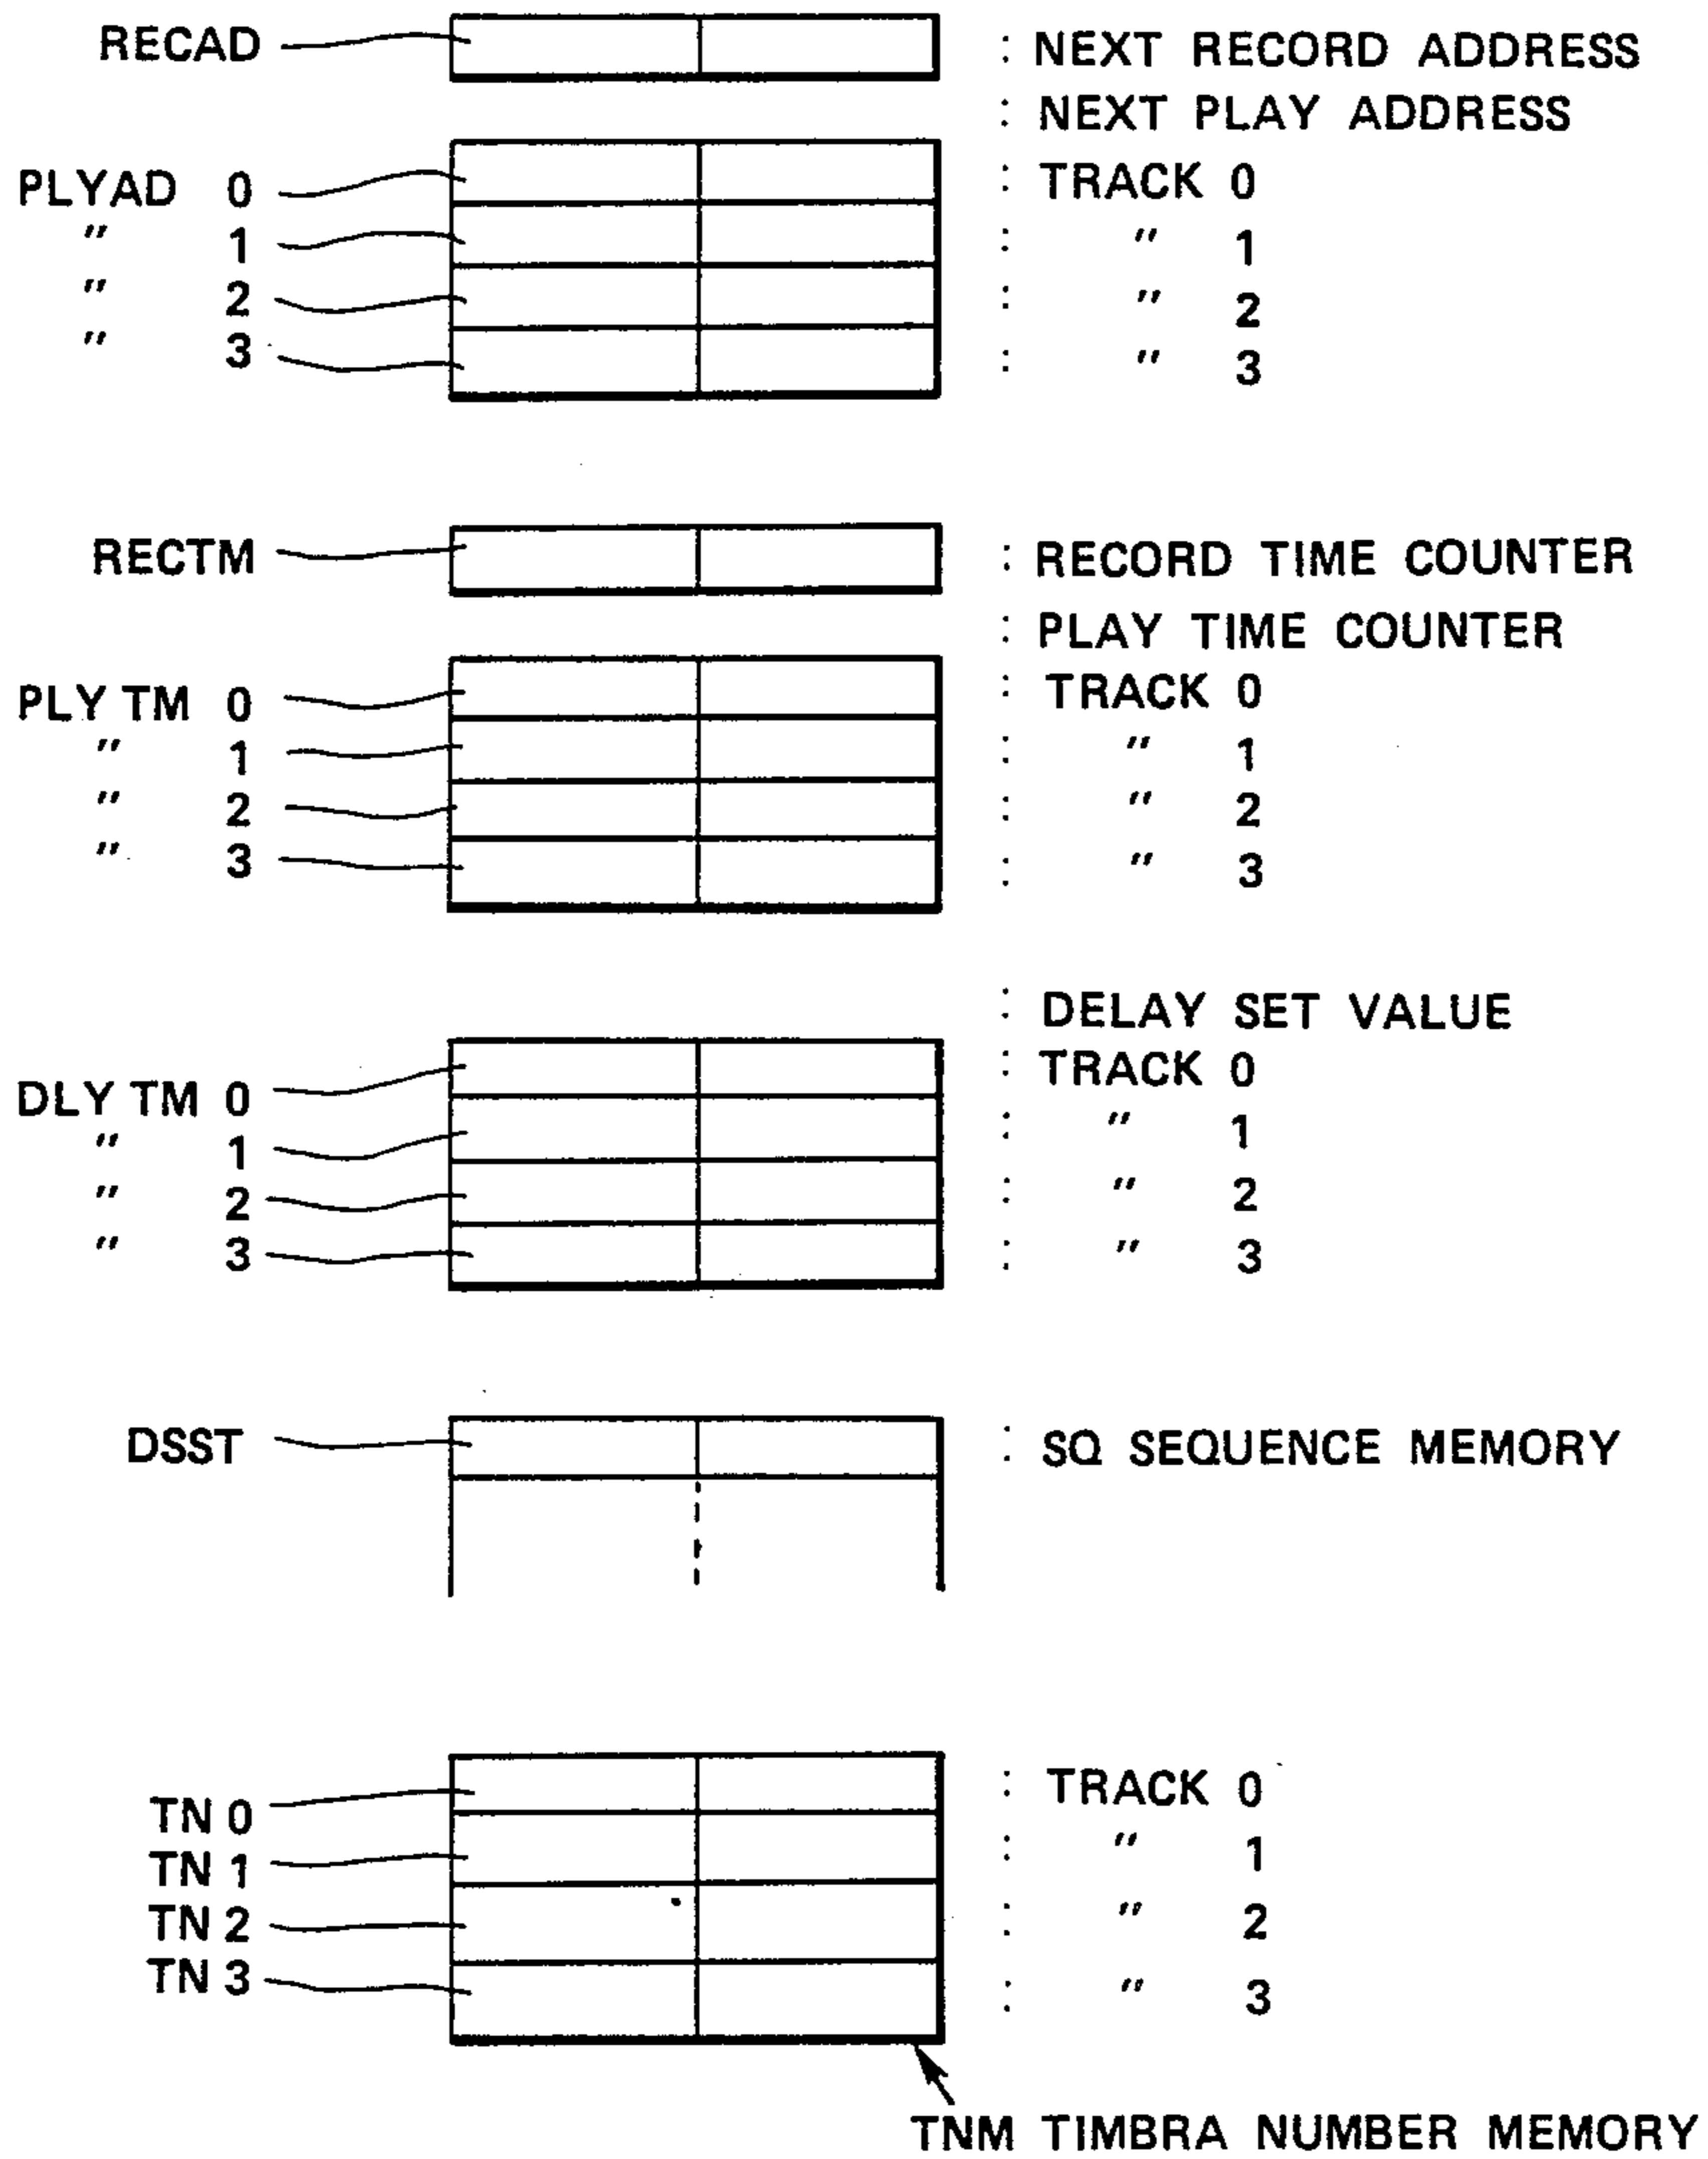 RECAD : NEXT RECORD ADDRESS
: NEXT PLAY ADDRESS
PLYAD 0 : TRACK 0
" 1 : " 1
" 2 : " 2
" 3 : " 3
RECTM : RECORD TIME COUNTER
: PLAY TIME COUNTER
PLY TM 0 : TRACK 0
" 1 : " 1
" 2 : " 2
" 3 : " 3
: DELAY SET VALUE
DLY TM 0 : TRACK 0
" 1 : " 1
" 2 : " 2
" 3 : " 3
DSST : SQ SEQUENCE MEMORY
TN 0 : TRACK 0
TN 1 : " 1
TN 2 : " 2
TN 3 : " 3
TNM TIMBRA NUMBER MEMORY